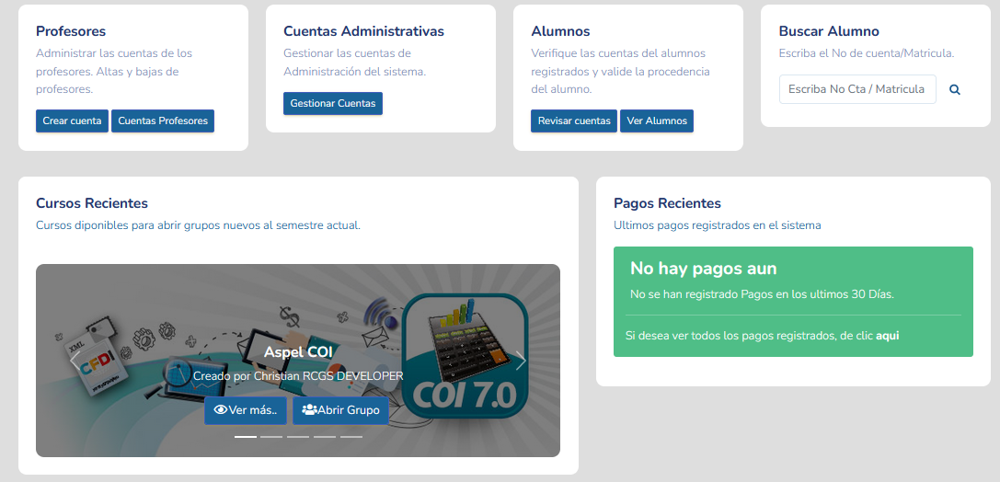 Profesores
Administrar las cuentas de los
profesores. Altas y bajas de
profesores.
Crear cuenta
Cuentas Profesores
Cuentas Administrativas
Gestionar las cuentas de
Administración del sistema.
Gestionar Cuentas
Alumnos
Verifique las cuentas del alumnos
registrados y valide la procedencia
del alumno.
Revisar cuentas
Ver Alumnos
Buscar Alumno
Escriba el No de cuenta/Matricula.
Escriba No Cta / Matricula
Cursos Recientes
Cursos diponibles para abrir grupos nuevos al semestre actual.
XML
CFDI
Aspel COI
Creado por Christian RCGS DEVELOPER
COI 7.0
Ver más..
Abrir Grupo
Pagos Recientes
Ultimos pagos registrados en el sistema
No hay pagos aun
No se han registrado Pagos en los ultimos 30 Días.
Si desea ver todos los pagos registrados, de clic aqui